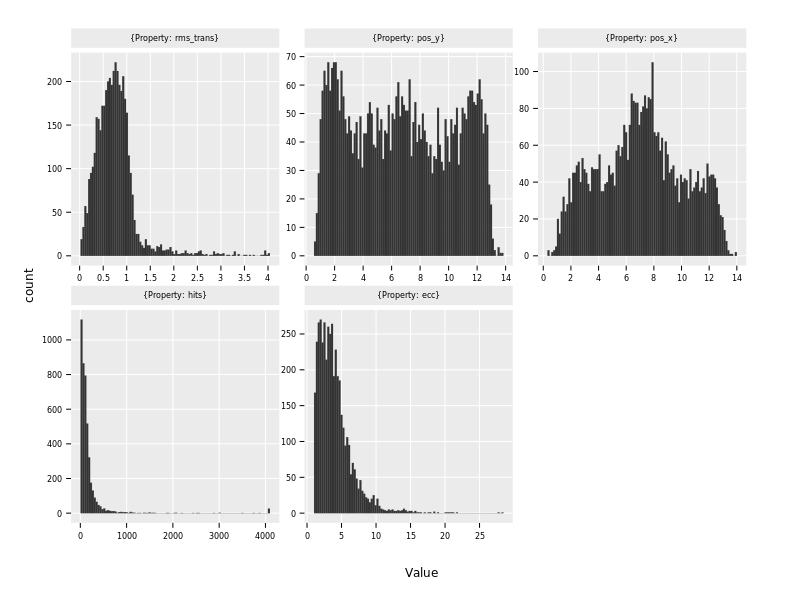 {Property: rms_trans}
{Property: pos_y}
{Property: pos_x}
200
150
100
50
0
70
60
50
40
30
20
10
0
100
80
60
40
20
0
0 0.5 1 1.5 2 2.5 3 3.5 4
0 2 4 6 8 10 12 14
0 2 4 6 8 10 12 14
count
{Property: hits}
{Property: ecc}
1000
800
600
400
200
0
250
200
150
100
50
0
0 1000 2000 3000 4000
0 5 10 15 20 25
Value